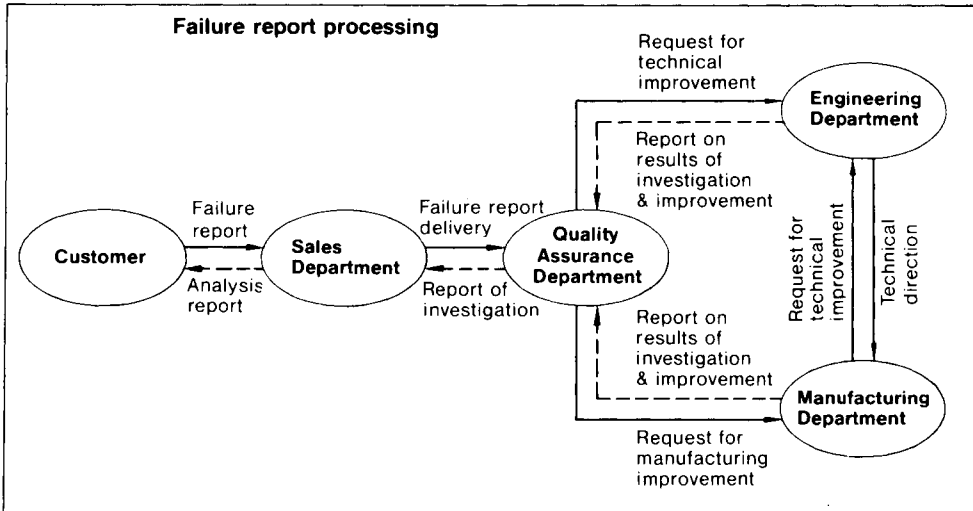 Failure report processing
Request for
technical
improvement
Engineering
Department
Report on
results of
investigation
& improvement
Failure
report
Failure report
delivery
Customer
Sales
Department
Quality
Assurance
Department
Analysis
report
Report of
investigation
Request for
technical
improvement
Technical
direction
Report on
results of
investigation
& improvement
Manufacturing
Department
Request for
manufacturing
improvement